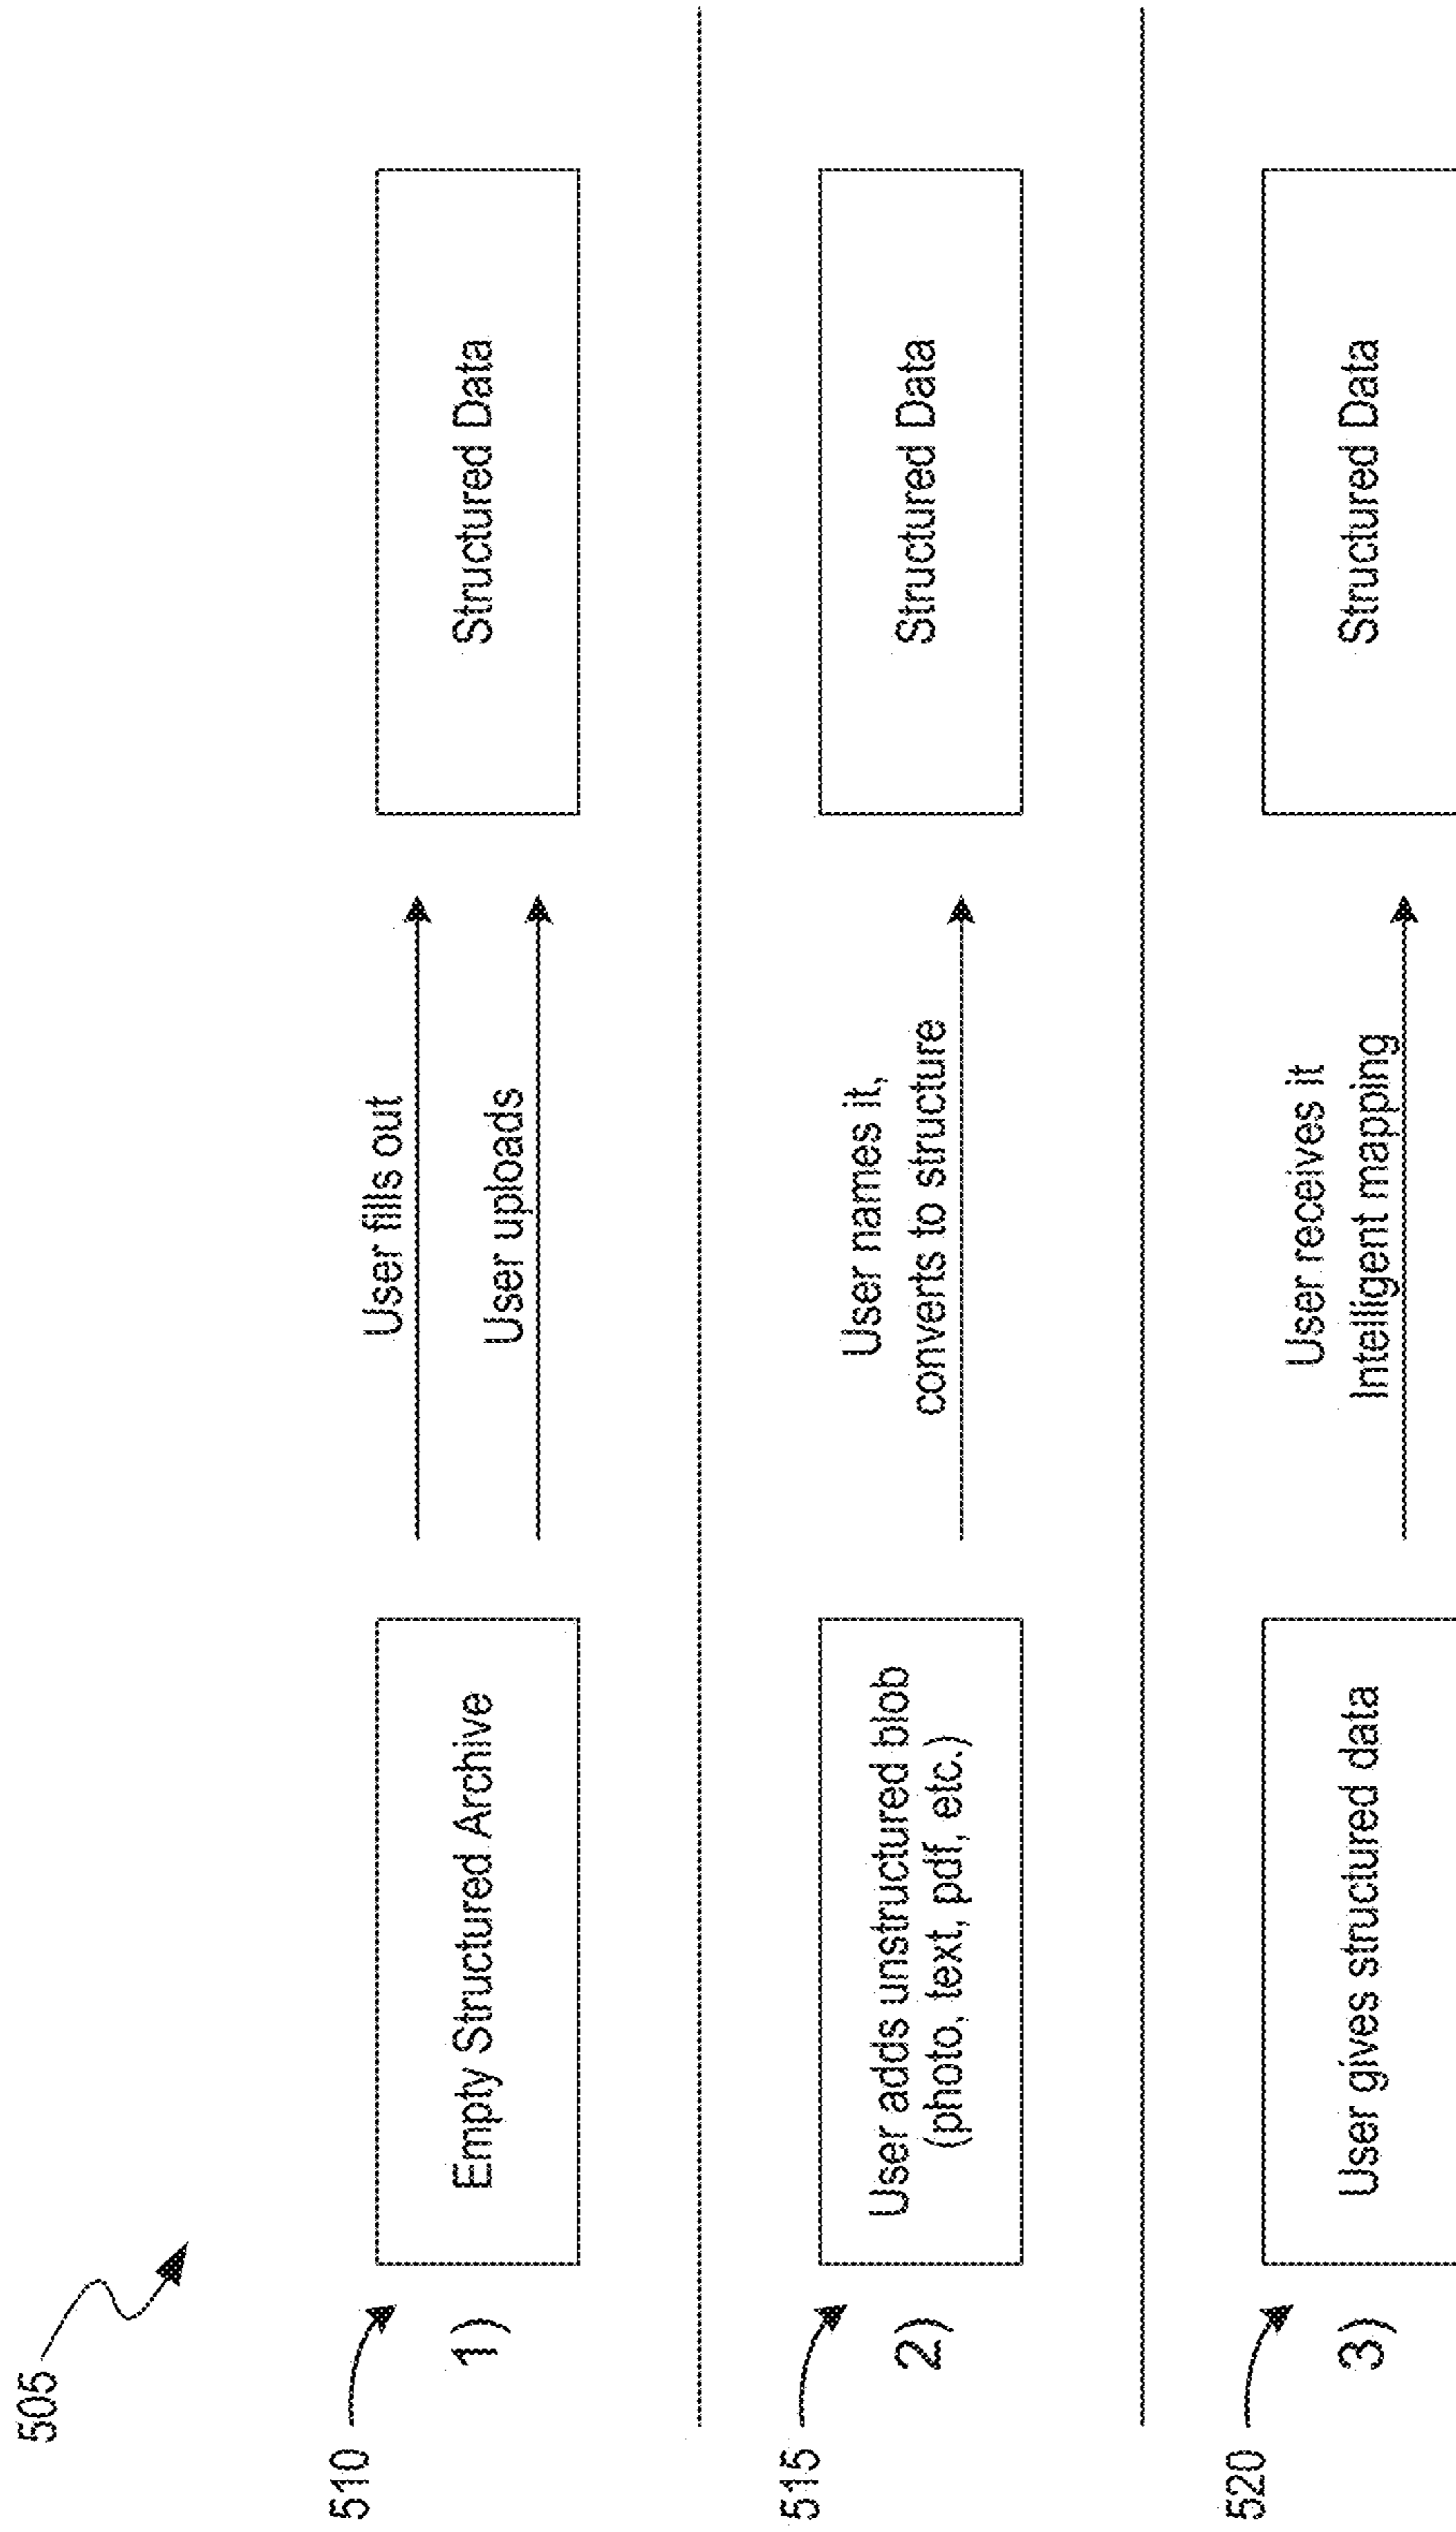 505
510
1)
Empty Structured Archive
User fills out
User uploads
Structured Data
515
2)
User adds unstructured blob
(photo, text, pdf, etc.)
User names it,
converts to structure
Structured Data
520
3)
User gives structured data
User receives it
Intelligent mapping
Structured Data